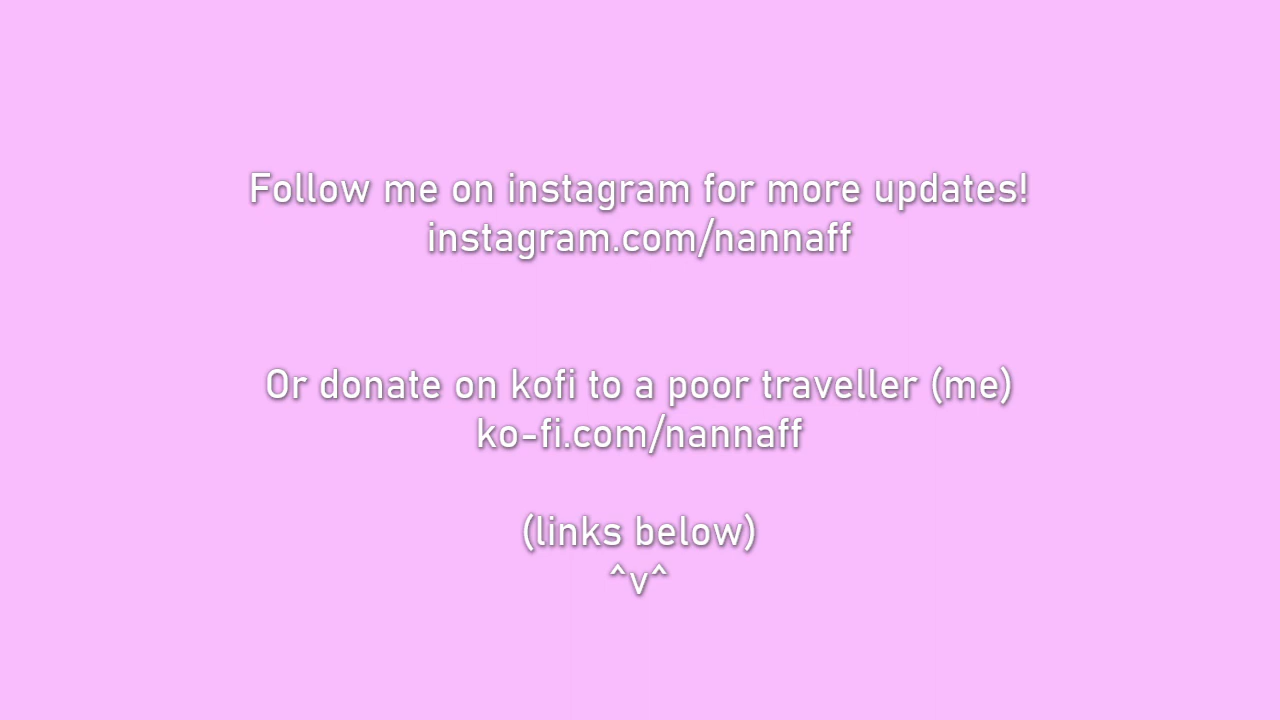 Follow me on instagram for more updates!
instagram.com/nannaff
Or donate on kofi to a poor traveller (me)
ko-fi.com/nannaff
(links below)
^v^